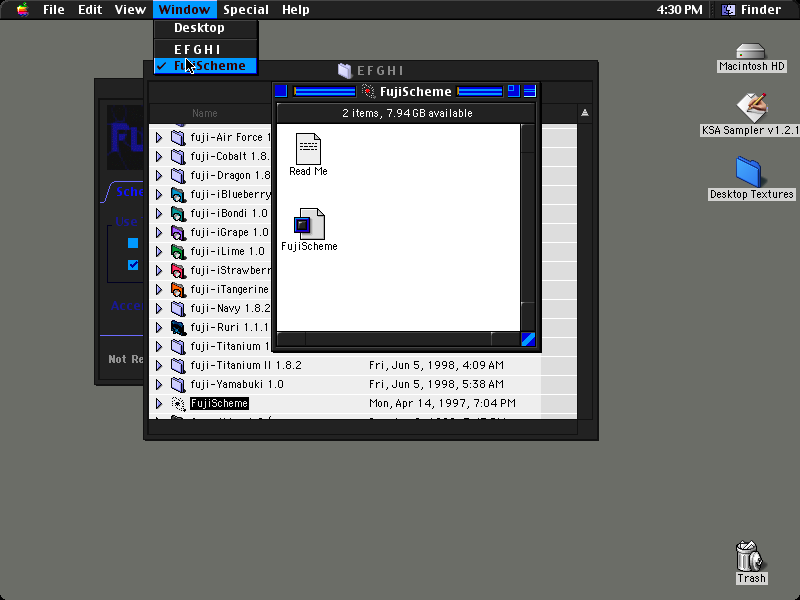 File Edit View Window Special Help 4:30 PM Finder
Desktop
E F G H I
FujiScheme
E F G H I
FujiScheme
2 items, 7.94 GB available
Read Me
FujiScheme
Name
fuji-Air Force 1
fuji-Cobalt 1.8.
fuji-Dragon 1.8
fuji-iBlueberry
fuji-iBondi 1.0
fuji-iGrape 1.0
fuji-iLime 1.0
fuji-iStrawberr
fuji-iTangerine
fuji-Navy 1.8.2
fuji-Ruri 1.1.1
fuji-Titanium 1
fuji-Titanium II 1.8.2 Fri, Jun 5, 1998, 4:09 AM
fuji-Yamabuki 1.0 Fri, Jun 5, 1998, 5:38 AM
FujiScheme Mon, Apr 14, 1997, 7:04 PM
Not Re
Macintosh HD
KSA Sampler v1.2.1
Desktop Textures
Trash